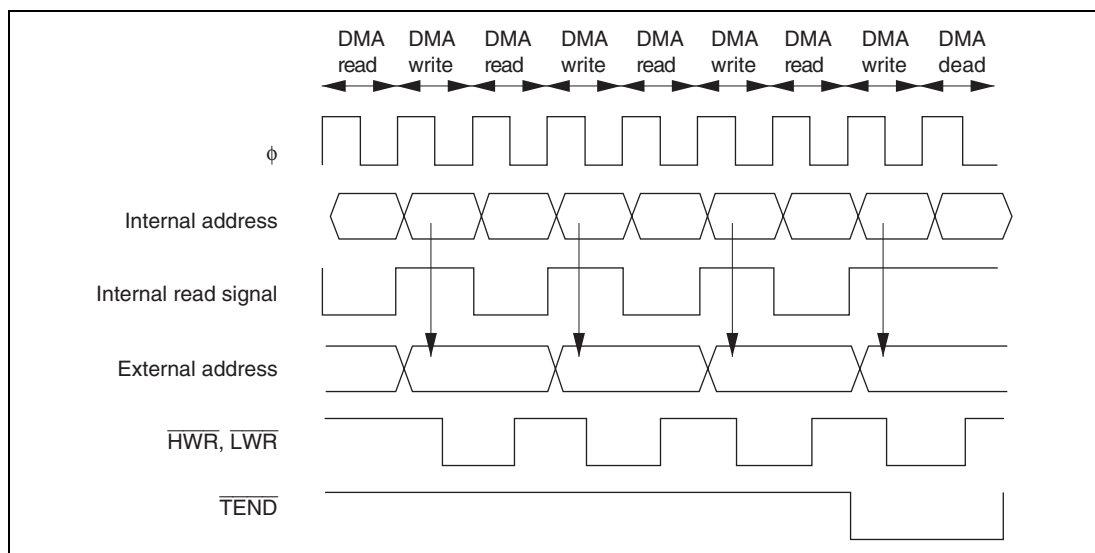 DMA DMA DMA DMA DMA DMA DMA DMA DMA
read write read write read write read write dead
φ
Internal address
Internal read signal
External address
HWR, LWR
TEND